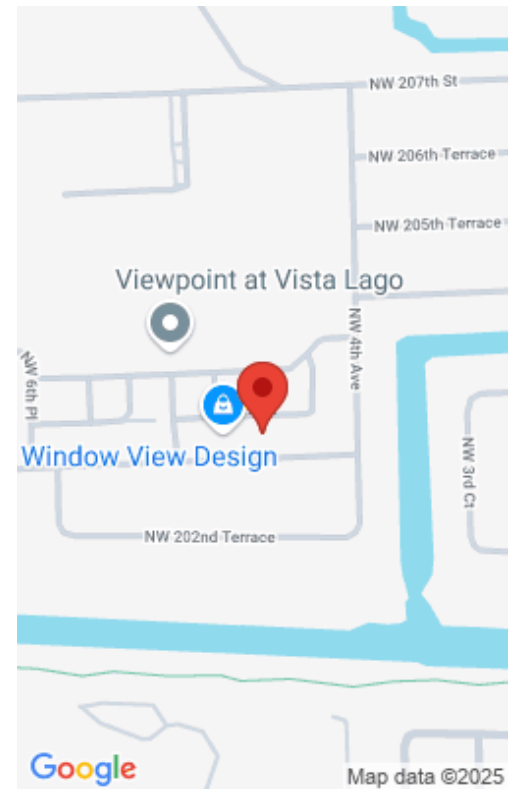 NW 207th St
NW 206th Terrace
NW 205th Terrace
Viewpoint at Vista Lago
NW 4th Ave
NW 6th Pl
Window View Design
NW 3rd Ct
NW 202nd Terrace
Google
Map data ©2025